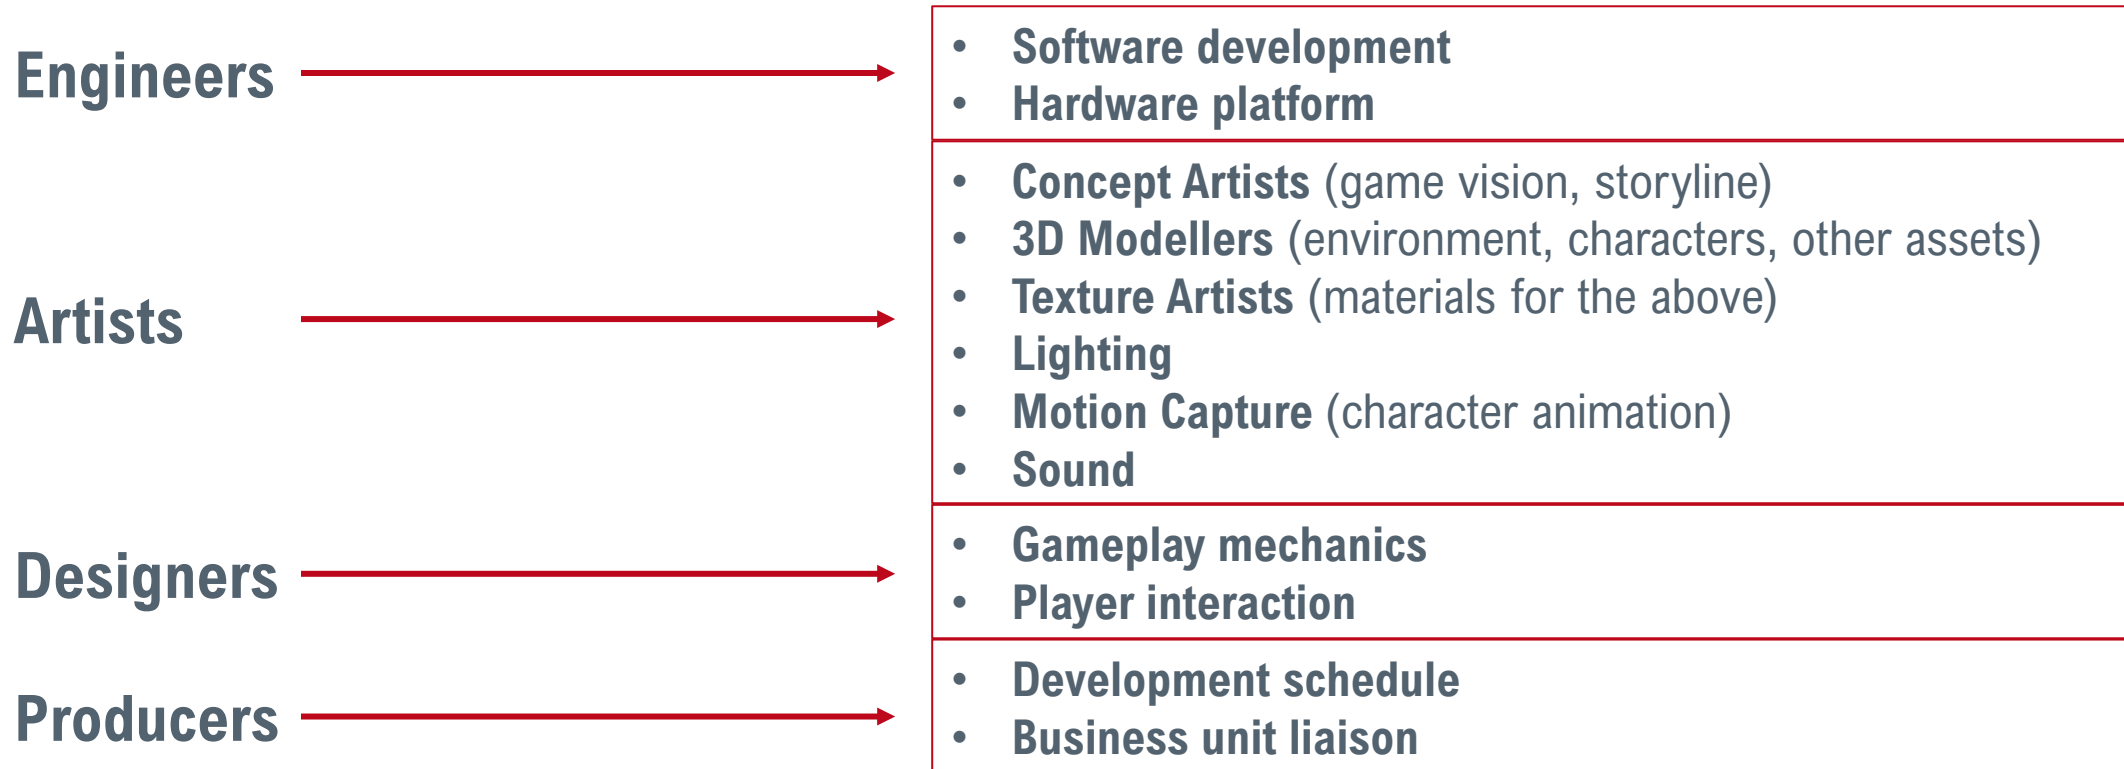 Engineers
• Software development
• Hardware platform
Artists
• Concept Artists (game vision, storyline)
• 3D Modellers (environment, characters, other assets)
• Texture Artists (materials for the above)
• Lighting
• Motion Capture (character animation)
• Sound
Designers
• Gameplay mechanics
• Player interaction
Producers
• Development schedule
• Business unit liaison